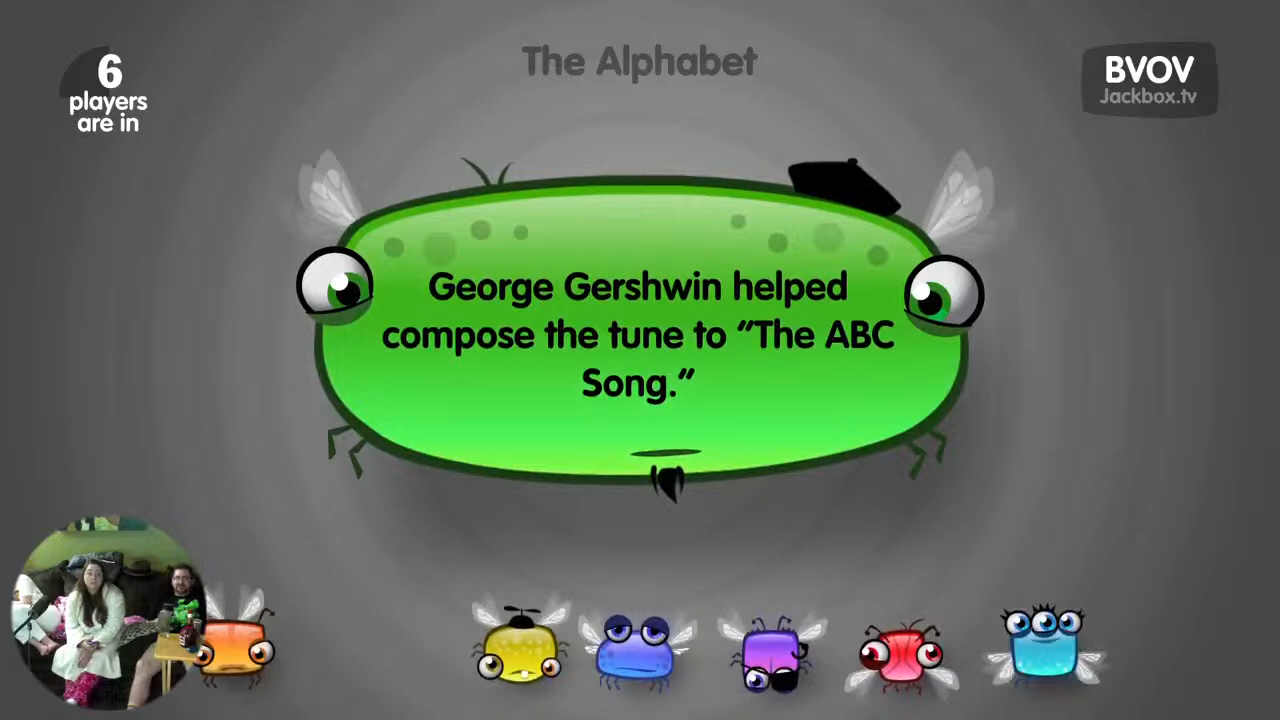 The Alphabet
6
players
are in
BVOV
Jackbox.tv
George Gershwin helped
compose the tune to “The ABC
Song.”